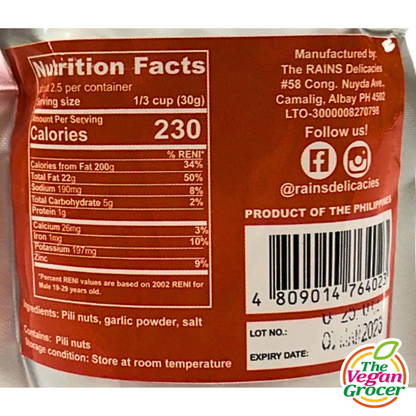 Nutrition Facts
2.5 per container
Serving size 1/3 cup (30g)
Amount Per Serving
Calories 230
% RENI*
Calories from Fat 200g 34%
Total Fat 22g 50%
Sodium 190mg 8%
Total Carbohydrate 5g 2%
Protein 1g
Calcium 26mg 3%
Iron 1mg 10%
Potassium 197mg
Zinc 9%
*Percent RENI values are based on 2002 RENI for
Male 19-29 years old.
Ingredients: Pili nuts, garlic powder, salt
Contains: Pili nuts
Storage condition: Store at room temperature
Manufactured by:
The RAINS Delicacies
#58 Cong. Nuyda Ave.,
Camalig, Albay PH 4502
LTO-3000008270798
Follow us!
@rainsdelicacies
PRODUCT OF THE PHILIPPINES
4 809014 764023
LOT NO.:
EXPIRY DATE:
The
Vegan
Grocer